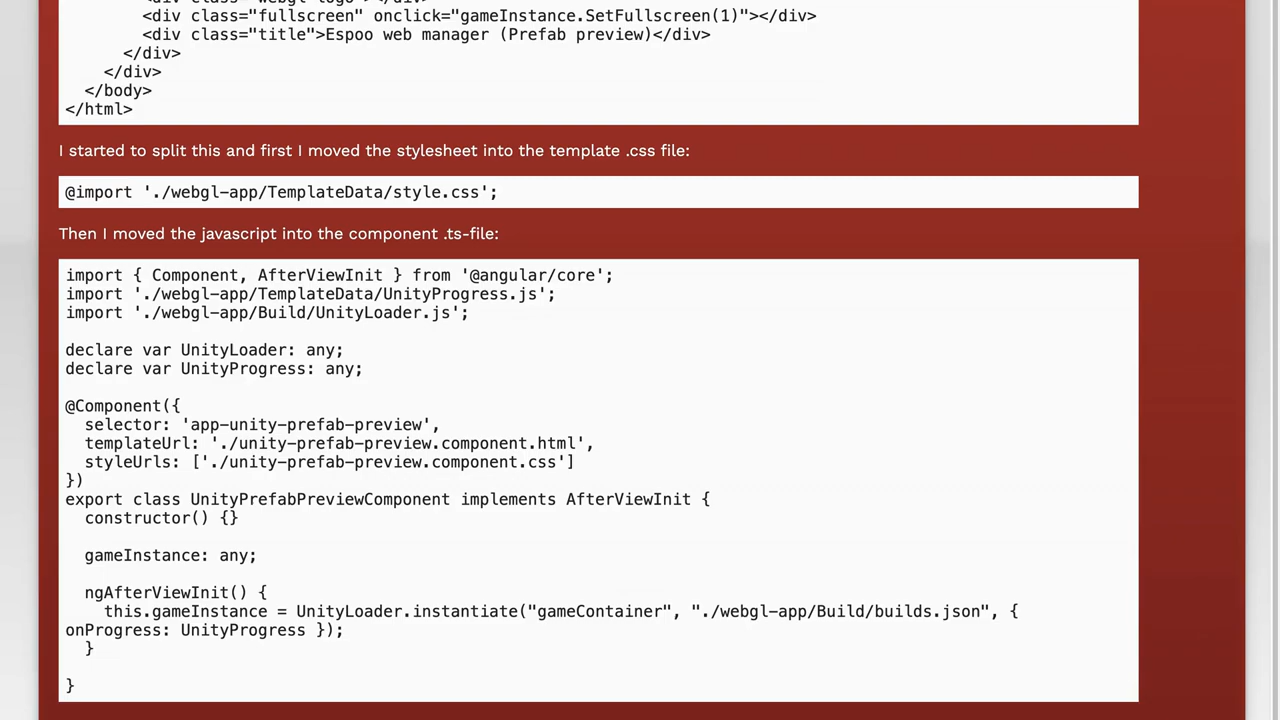 <div class="fullscreen" onclick="gameInstance.SetFullscreen(1)"></div>
<div class="title">Espoo web manager (Prefab preview)</div>
</div>
</div>
</body>
</html>
I started to split this and first I moved the stylesheet into the template .css file:
@import './webgl-app/TemplateData/style.css';
Then I moved the javascript into the component .ts-file:
import { Component, AfterViewInit } from '@angular/core';
import './webgl-app/TemplateData/UnityProgress.js';
import './webgl-app/Build/UnityLoader.js';
declare var UnityLoader: any;
declare var UnityProgress: any;
@Component({
selector: 'app-unity-prefab-preview',
templateUrl: './unity-prefab-preview.component.html',
styleUrls: ['./unity-prefab-preview.component.css']
})
export class UnityPrefabPreviewComponent implements AfterViewInit {
constructor() {}
gameInstance: any;
ngAfterViewInit() {
this.gameInstance = UnityLoader.instantiate("gameContainer", "./webgl-app/Build/builds.json", {
onProgress: UnityProgress });
}
}